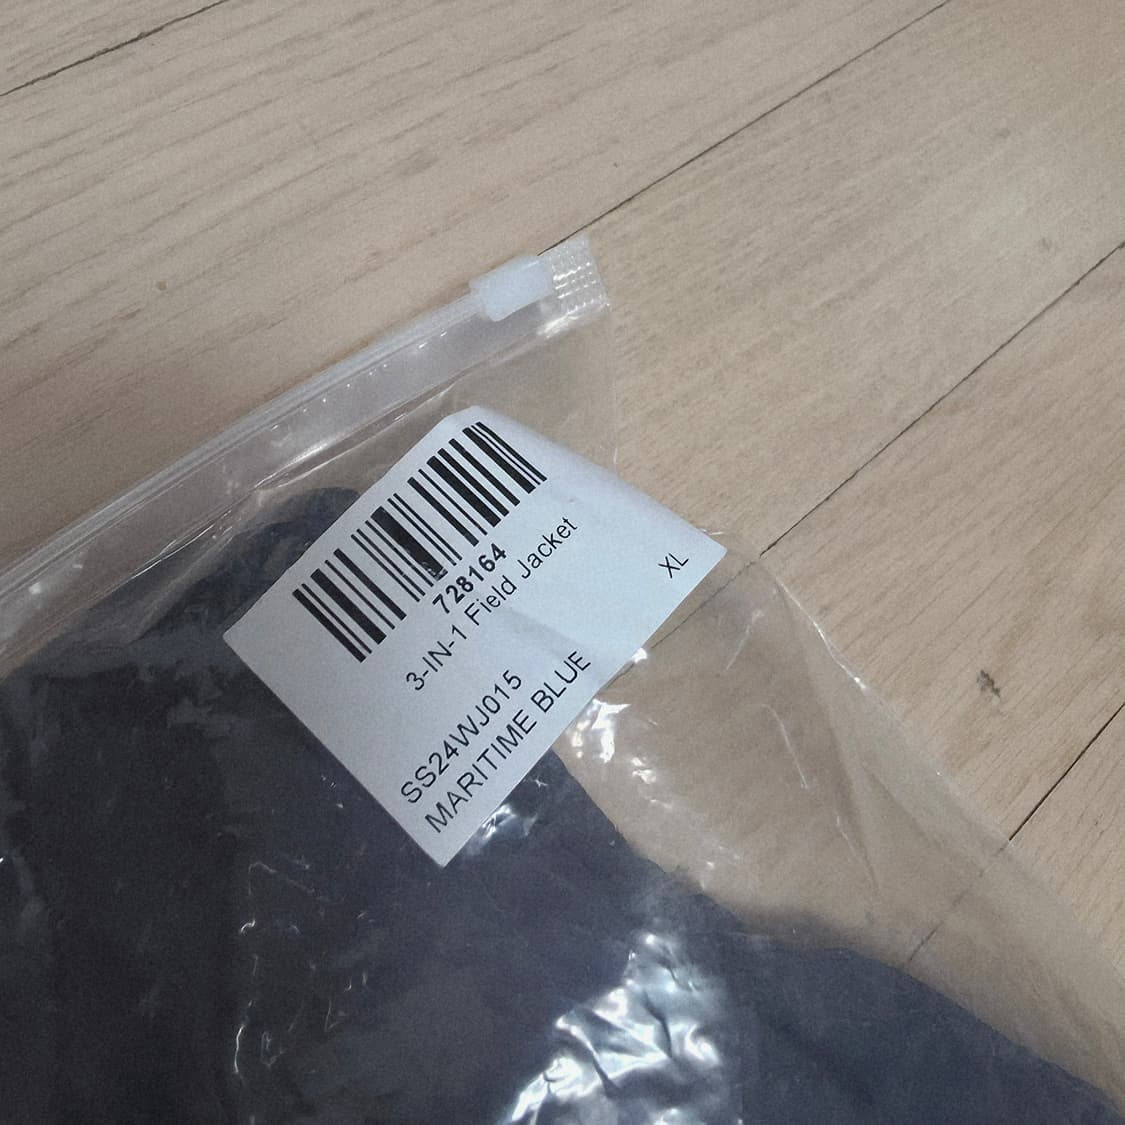 728164
3-IN-1 Field Jacket
XL
SS24WJ015
MARITIME BLUE